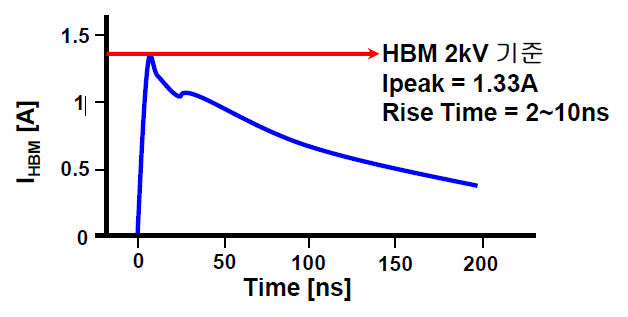 1.5
1
0.5
0
I_HBM [A]
HBM 2kV 기준
Ipeak = 1.33A
Rise Time = 2~10ns
0 50 100 150 200
Time [ns]